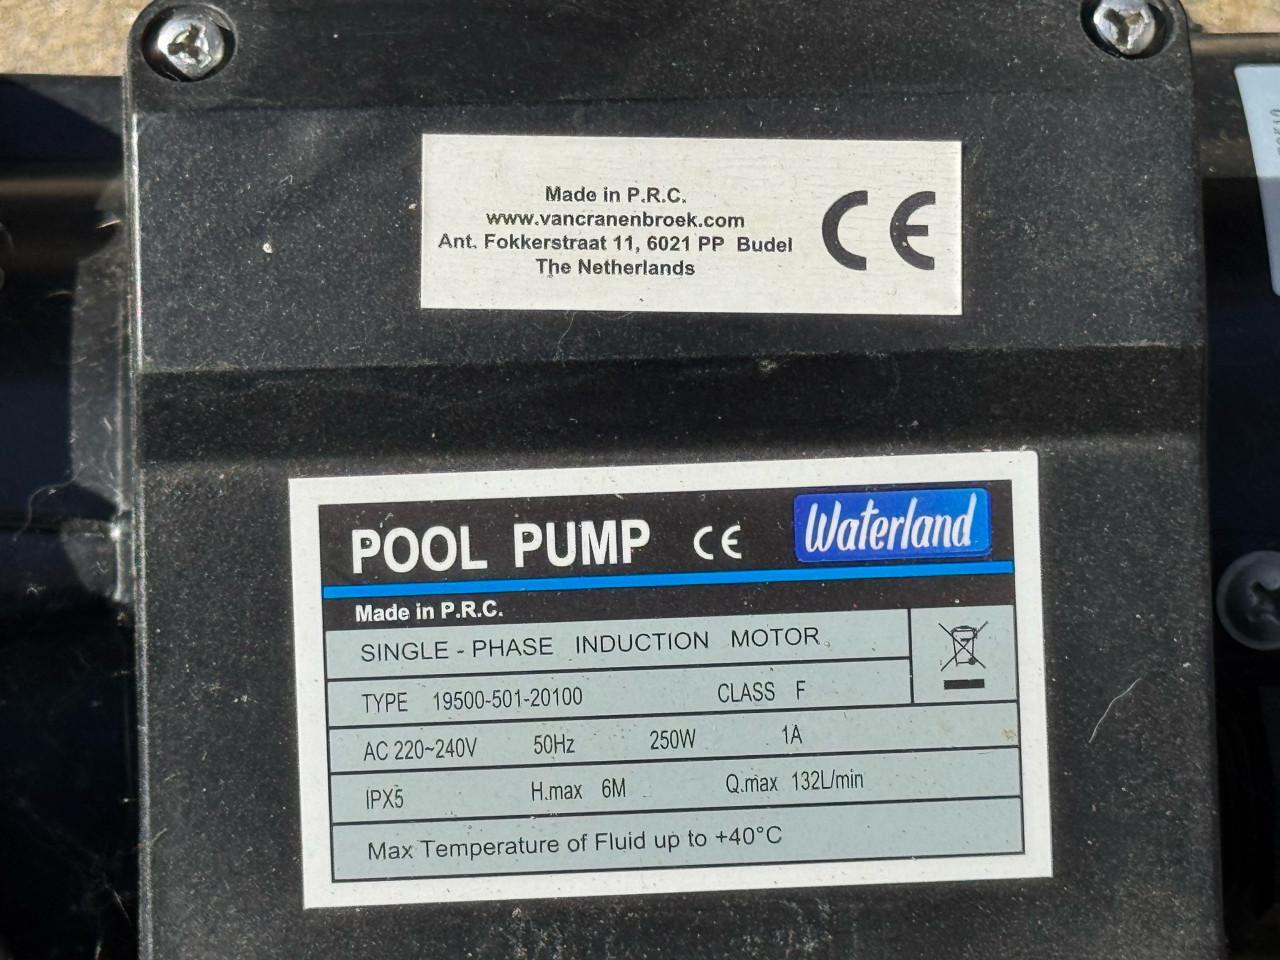 Made in P.R.C.
www.vancranenbroek.com
Ant. Fokkerstraat 11, 6021 PP Budel
The Netherlands
CE
POOL PUMP CE Waterland
Made in P.R.C.
SINGLE - PHASE INDUCTION MOTOR
TYPE 19500-501-20100 CLASS F
AC 220~240V 50Hz 250W 1A
IPX5 H.max 6M Q.max 132L/min
Max Temperature of Fluid up to +40°C